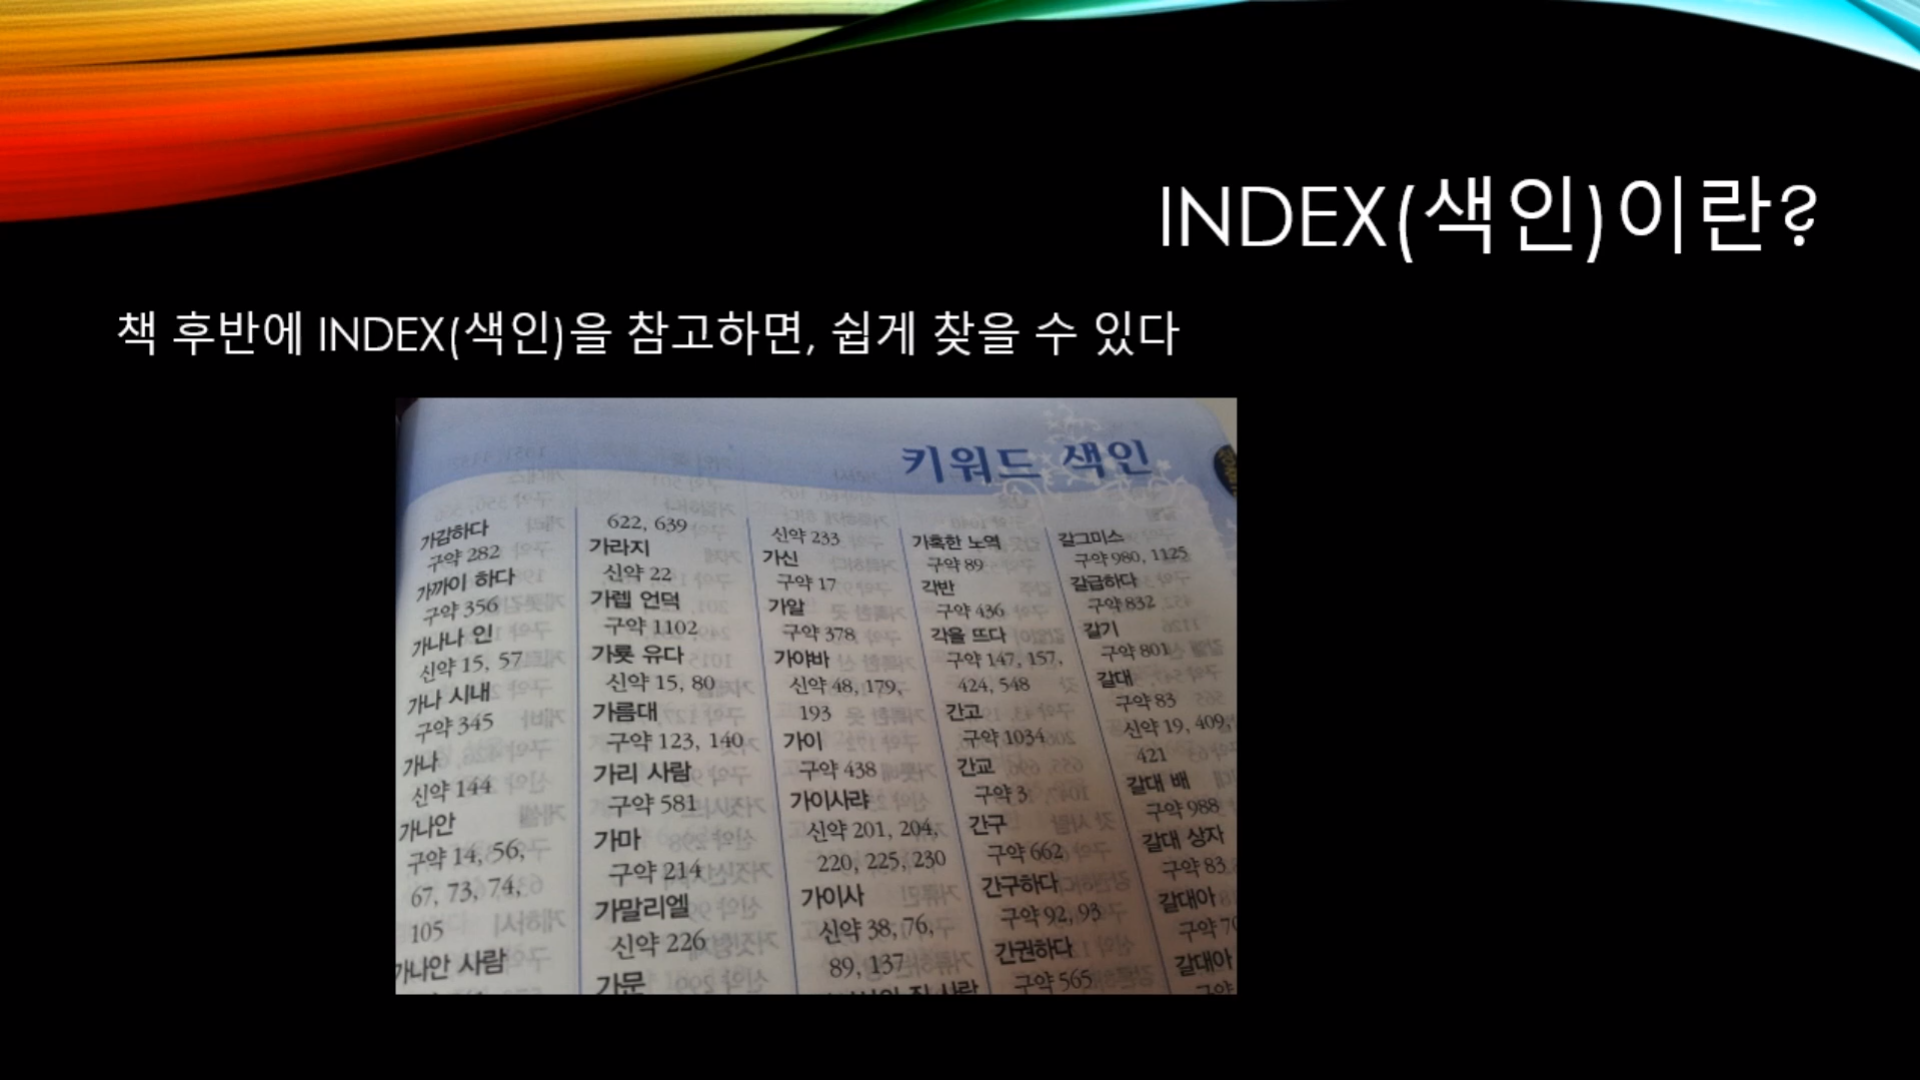 INDEX(색인)이란?
책 후반에 INDEX(색인)을 참고하면, 쉽게 찾을 수 있다
키워드 색인
가감하다
구약 282
가까이 하다
구약 356
가나나 인
신약 15, 57
가나 시내
구약 345
가나
신약 144
가나안
구약 14, 56,
67, 73, 74,
105
가나안 사람
622, 639
가라지
신약 22
가렙 언덕
구약 1102
가룟 유다
신약 15, 80
가름대
구약 123, 140
가리 사람
구약 581
가마
구약 214
가말리엘
신약 226
가문
신약 233
가신
구약 17
가알
구약 378
가야바
신약 48, 179,
193
가이
구약 438
가이사랴
신약 201, 204,
220, 225, 230
가이사
신약 38, 76,
89, 137
가혹한 노역
구약 89
각반
구약 436
각을 뜨다
구약 147, 157,
424, 548
간고
구약 1034
간교
구약 3
간구
구약 662
간구하다
구약 92, 93
간권하다
구약 565
갈그미스
구약 980, 1125
갈급하다
구약 832
갈기
구약 801
갈대
구약 83
신약 19, 409,
421
갈대 배
구약 988
갈대 상자
구약 83
갈대아
구약
갈대아